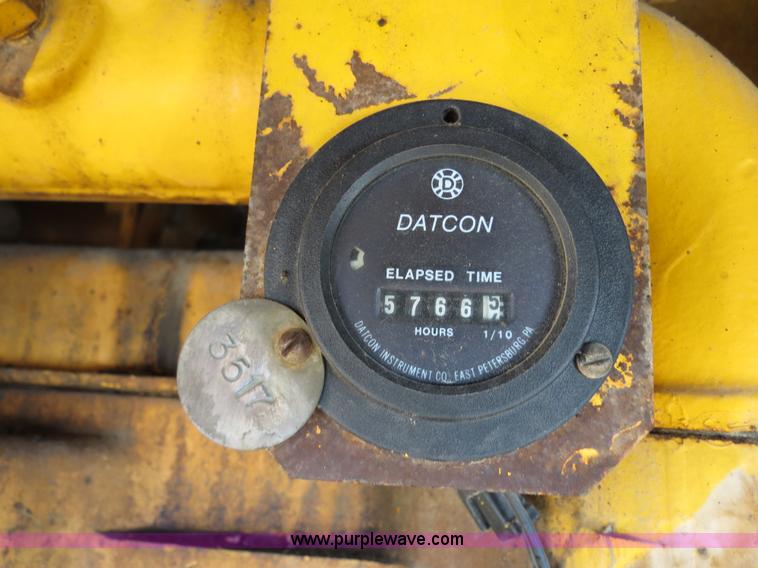 D
DATCON
ELAPSED TIME
5766
HOURS 1/10
DATCON INSTRUMENT CO., EAST PETERSBURG, PA
3517
www.purplewave.com